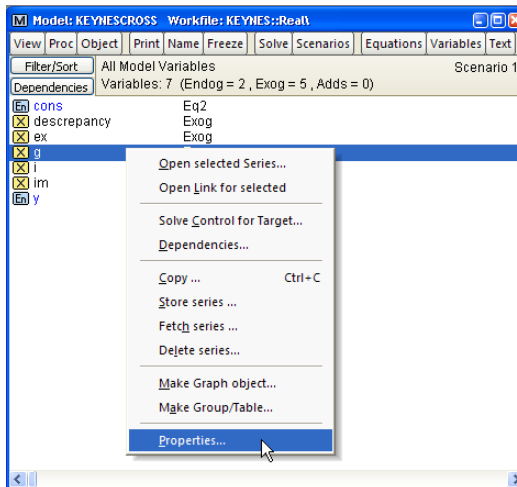 Model: KEYNESCROSS Workfile: KEYNES::Real\
View Proc Object Print Name Freeze Solve Scenarios Equations Variables Text
Filter/Sort All Model Variables Scenario 1
Dependencies Variables: 7 (Endog = 2 , Exog = 5 , Adds = 0)
En cons Eq2
X descrepancy Exog
X ex Exog
X g
X i
X im
En y
Open selected Series...
Open Link for selected
Solve Control for Target...
Dependencies...
Copy ... Ctrl+C
Store series ...
Fetch series ...
Delete series...
Make Graph object...
Make Group/Table...
Properties...